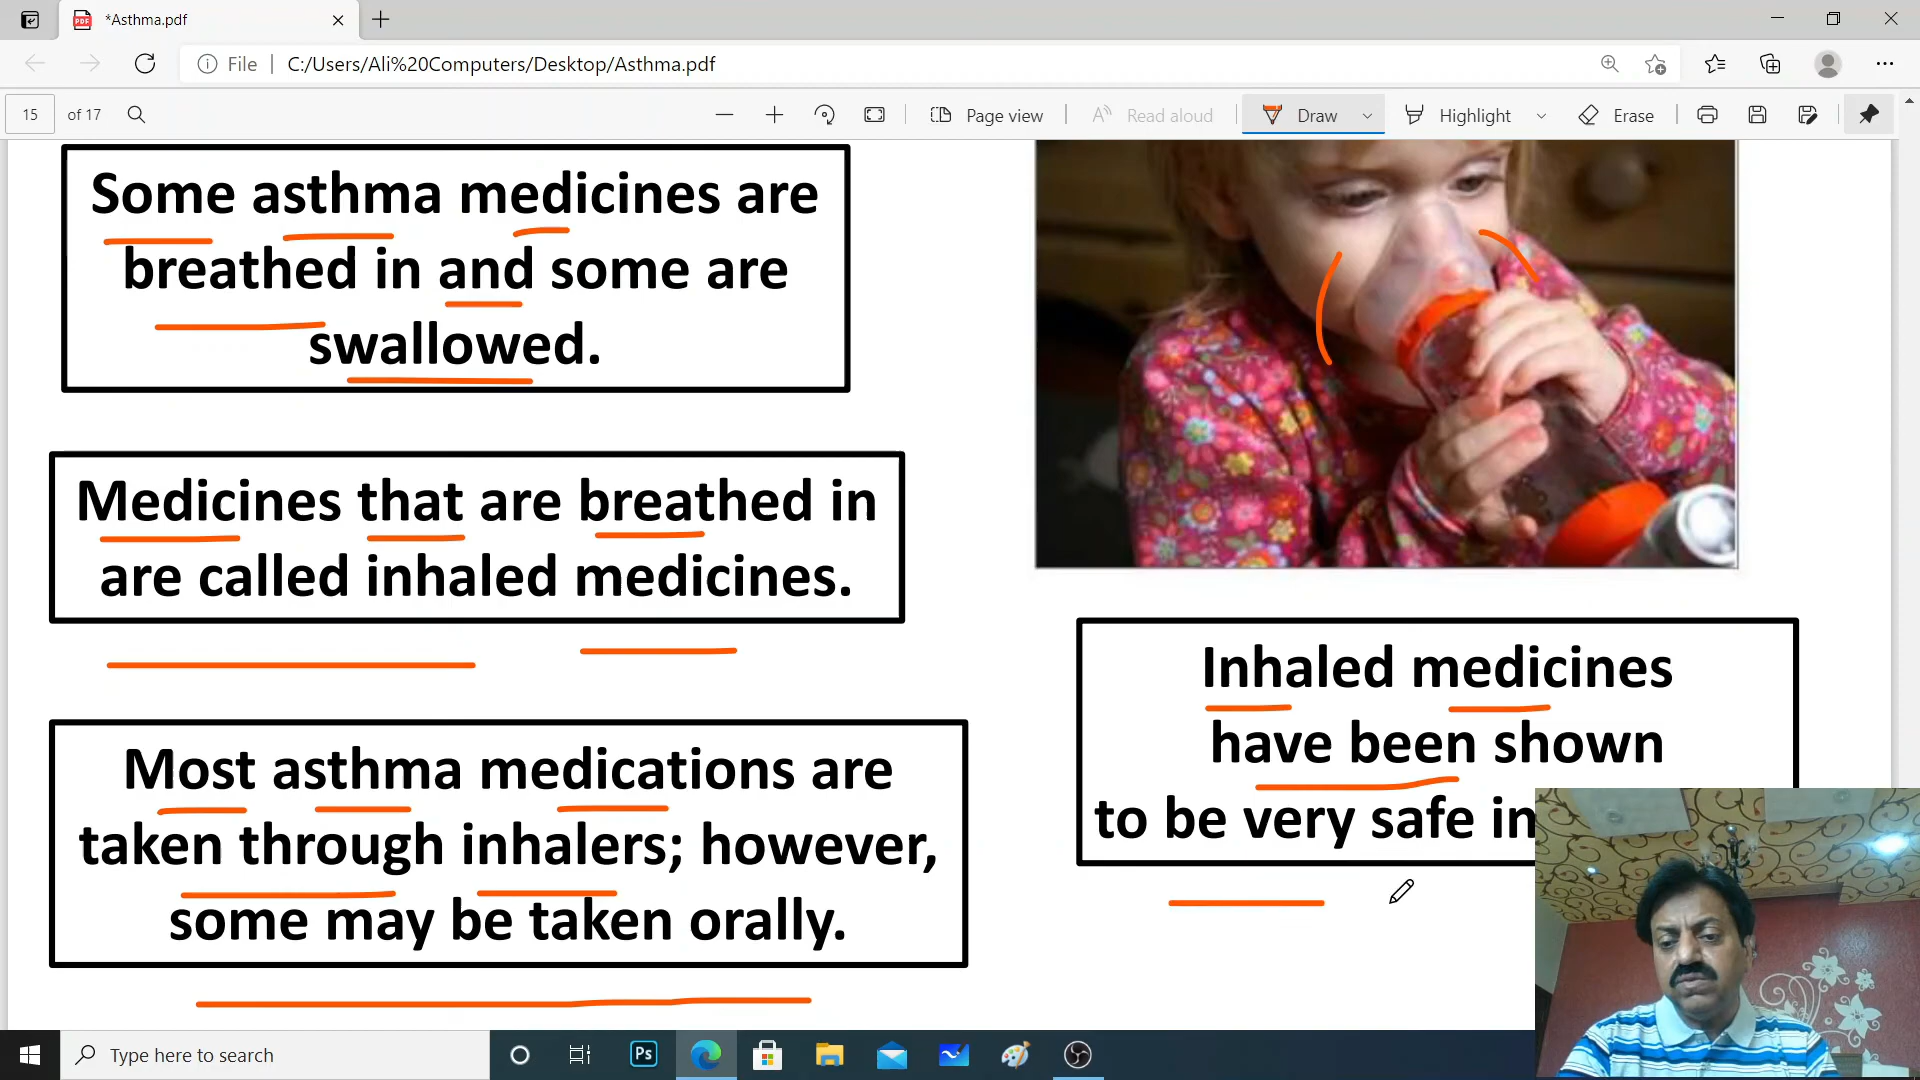 *Asthma.pdf
File
C:/Users/Ali%20Computers/Desktop/Asthma.pdf
15 of 17
Page view
Read aloud
Draw
Highlight
Erase
Some asthma medicines are
breathed in and some are
swallowed.
Medicines that are breathed in
are called inhaled medicines.
Most asthma medications are
taken through inhalers; however,
some may be taken orally.
Inhaled medicines
have been shown
to be very safe in
Type here to search
Ps